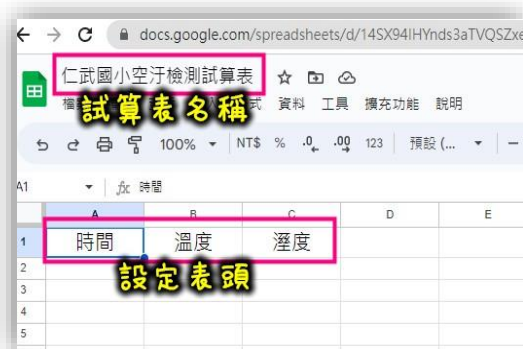 docs.google.com/spreadsheets/d/14SX94IHYnds3aTVQSZxe
仁武國小空汙檢測試算表
試算表名稱
資料 工具 擴充功能 說明
100% NT$ % .0 .00 123 預設 (...
A1 fx 時間
A B C D E
1 時間 溫度 溼度
設定表頭
2
3
4
5